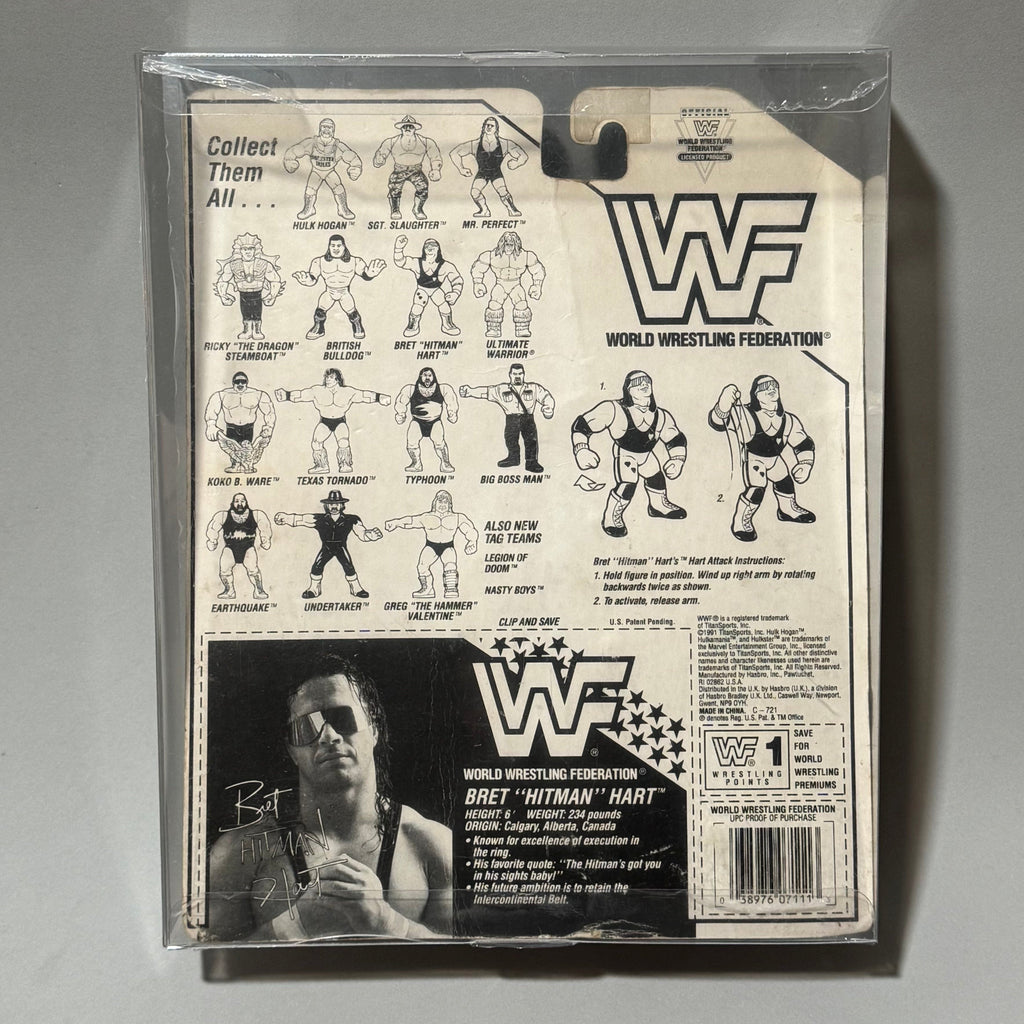 Collect
Them
All . . .
HULK HOGAN™
SGT. SLAUGHTER™
MR. PERFECT™
RICKY "THE DRAGON"
STEAMBOAT™
BRITISH
BULLDOG™
BRET "HITMAN"
HART™
ULTIMATE
WARRIOR®
KOKO B. WARE™
TEXAS TORNADO™
TYPHOON™
BIG BOSS MAN™
EARTHQUAKE™
UNDERTAKER™
GREG "THE HAMMER"
VALENTINE™
ALSO NEW
TAG TEAMS
LEGION OF
DOOM™
NASTY BOYS™
OFFICIAL
WF
WORLD WRESTLING
FEDERATION
LICENSED PRODUCT
WF®
WORLD WRESTLING FEDERATION®
1.
2.
Bret "Hitman" Hart's™ Hart Attack Instructions:
1. Hold figure in position. Wind up right arm by rotating
backwards twice as shown.
2. To activate, release arm.
CLIP AND SAVE
U.S. Patent Pending.
WWF® is a registered trademark
of TitanSports, Inc.
©1991 TitanSports, Inc. Hulk Hogan™,
Hulkamania™, and Hulkster™ are trademarks of
the Marvel Entertainment Group, Inc., licensed
exclusively to TitanSports, Inc. All other distinctive
names and character likenesses used herein are
trademarks of TitanSports, Inc. All Rights Reserved.
Manufactured by Hasbro, Inc., Pawtucket,
RI 02862 U.S.A.
Distributed in the U.K. by Hasbro (U.K.), a division
of Hasbro Bradley U.K. Ltd., Caswell Way, Newport,
Gwent, NP9 0YH.
MADE IN CHINA. C-721
® denotes Reg. U.S. Pat. & TM Office
WF®
WORLD WRESTLING FEDERATION®
BRET "HITMAN" HART™
HEIGHT: 6' WEIGHT: 234 pounds
ORIGIN: Calgary, Alberta, Canada
• Known for excellence of execution in
the ring.
• His favorite quote: "The Hitman's got you
in his sights baby!"
• His future ambition is to retain the
Intercontinental Belt.
Bret
HITMAN
Hart
WF® 1
WRESTLING
POINTS
SAVE
FOR
WORLD
WRESTLING
PREMIUMS
WORLD WRESTLING FEDERATION
UPC PROOF OF PURCHASE
0 38976 07111 3